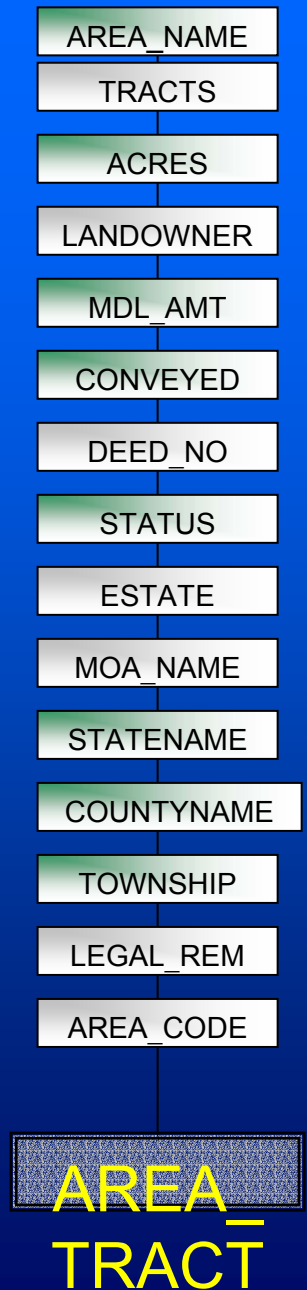 AREA_NAME
TRACTS
ACRES
LANDOWNER
MDL_AMT
CONVEYED
DEED_NO
STATUS
ESTATE
MOA_NAME
STATENAME
COUNTYNAME
TOWNSHIP
LEGAL_REM
AREA_CODE
AREA_
TRACT